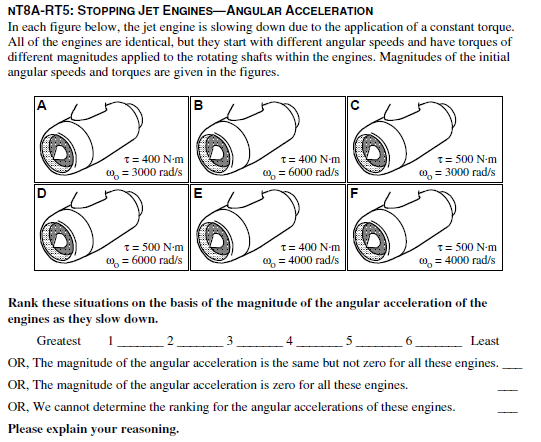 NT8A-RT5: STOPPING JET ENGINES—ANGULAR ACCELERATION
In each figure below, the jet engine is slowing down due to the application of a constant torque.
All of the engines are identical, but they start with different angular speeds and have torques of
different magnitudes applied to the rotating shafts within the engines. Magnitudes of the initial
angular speeds and torques are given in the figures.
A
τ = 400 N·m
ω₀ = 3000 rad/s
B
τ = 400 N·m
ω₀ = 6000 rad/s
C
τ = 500 N·m
ω₀ = 3000 rad/s
D
τ = 500 N·m
ω₀ = 6000 rad/s
E
τ = 400 N·m
ω₀ = 4000 rad/s
F
τ = 500 N·m
ω₀ = 4000 rad/s
Rank these situations on the basis of the magnitude of the angular acceleration of the
engines as they slow down.
Greatest 1 _______ 2 _______ 3 _______ 4 _______ 5 _______ 6 _______ Least
OR, The magnitude of the angular acceleration is the same but not zero for all these engines. ___
OR, The magnitude of the angular acceleration is zero for all these engines. ___
OR, We cannot determine the ranking for the angular accelerations of these engines. ___
Please explain your reasoning.